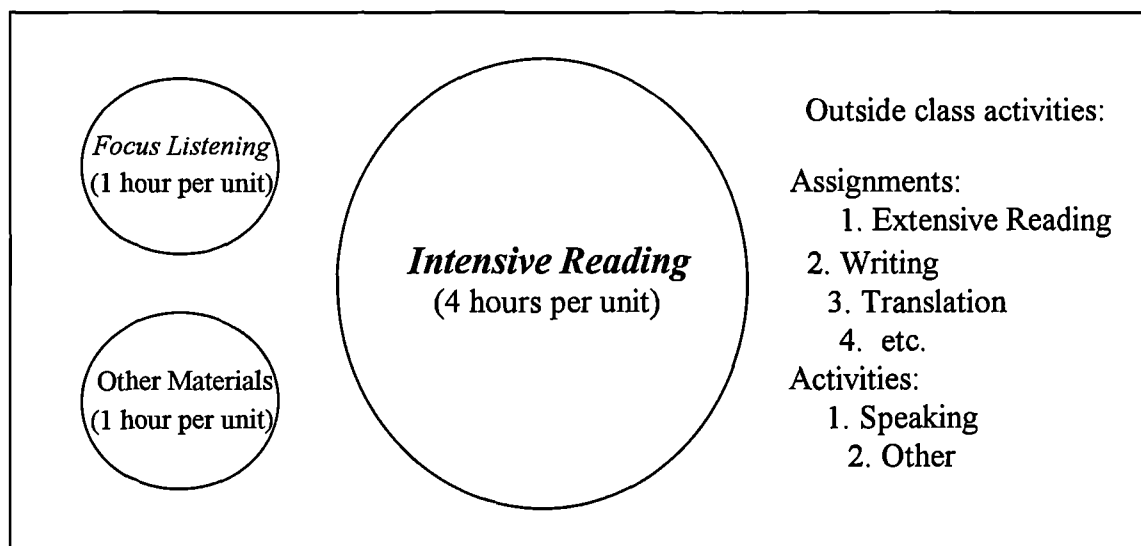 Focus Listening
(1 hour per unit)
Other Materials
(1 hour per unit)
Intensive Reading
(4 hours per unit)
Outside class activities:
Assignments:
1. Extensive Reading
2. Writing
3. Translation
4. etc.
Activities:
1. Speaking
2. Other